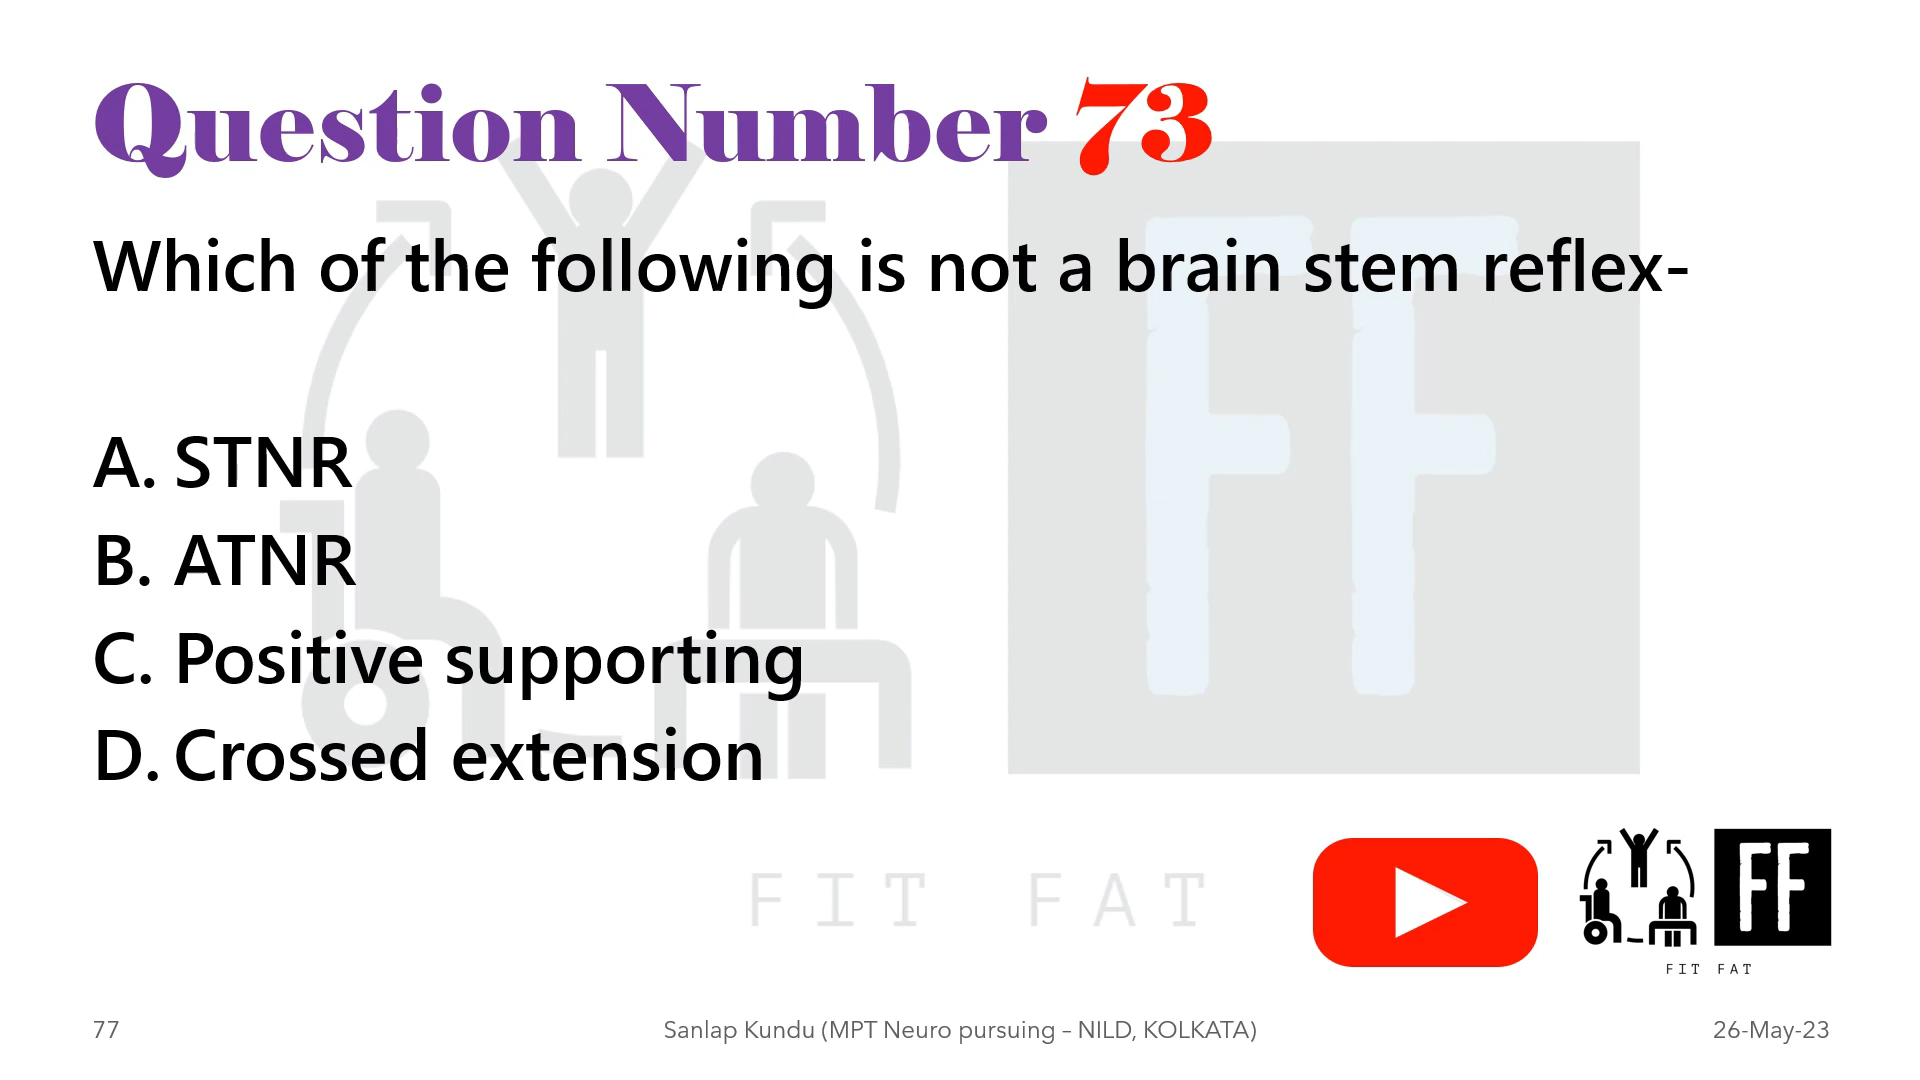 Question Number 73
Which of the following is not a brain stem reflex-
A. STNR
B. ATNR
C. Positive supporting
D. Crossed extension
FIT FAT
FF
FF
FIT FAT
77
Sanlap Kundu (MPT Neuro pursuing – NILD, KOLKATA)
26-May-23